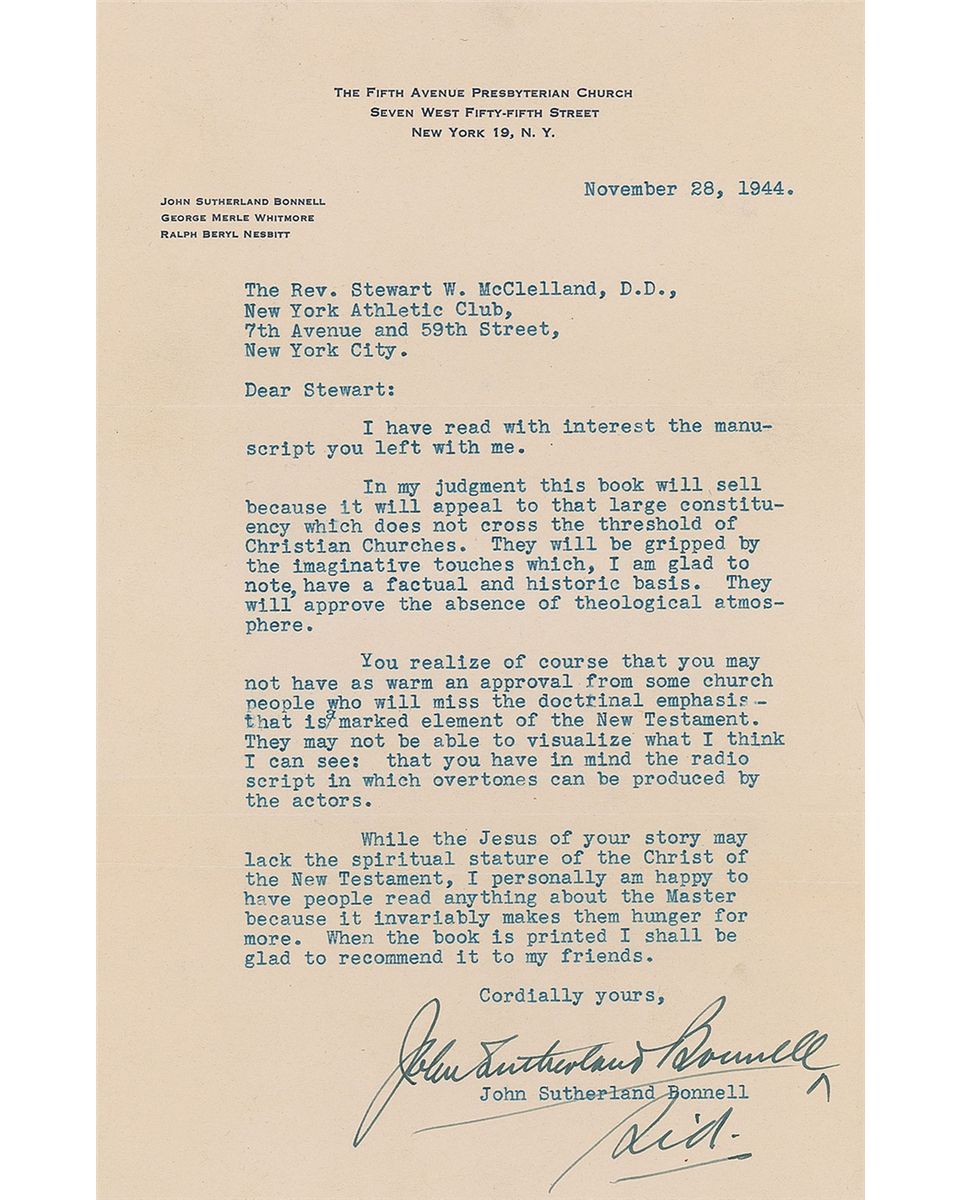 THE FIFTH AVENUE PRESBYTERIAN CHURCH
SEVEN WEST FIFTY-FIFTH STREET
NEW YORK 19, N. Y.
November 28, 1944.
JOHN SUTHERLAND BONNELL
GEORGE MERLE WHITMORE
RALPH BERYL NESBITT
The Rev. Stewart W. McClelland, D.D.,
New York Athletic Club,
7th Avenue and 59th Street,
New York City.
Dear Stewart:
I have read with interest the manu-
script you left with me.
In my judgment this book will sell
because it will appeal to that large constitu-
ency which does not cross the threshold of
Christian Churches. They will be gripped by
the imaginative touches which, I am glad to
note, have a factual and historic basis. They
will approve the absence of theological atmos-
phere.
You realize of course that you may
not have as warm an approval from some church
people who will miss the doctrinal emphasis -
that is a marked element of the New Testament.
They may not be able to visualize what I think
I can see: that you have in mind the radio
script in which overtones can be produced by
the actors.
While the Jesus of your story may
lack the spiritual stature of the Christ of
the New Testament, I personally am happy to
have people read anything about the Master
because it invariably makes them hunger for
more. When the book is printed I shall be
glad to recommend it to my friends.
Cordially yours,
John Sutherland Bonnell
John Sutherland Bonnell